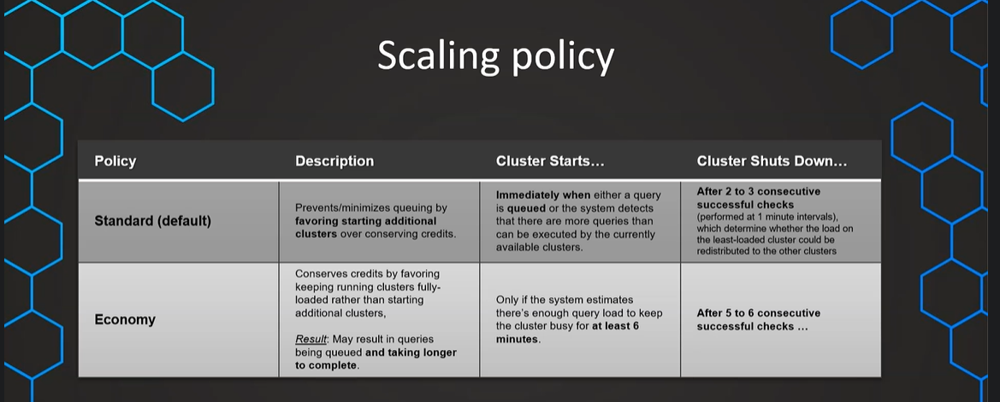 Scaling policy
Policy
Description
Cluster Starts...
Cluster Shuts Down...
Standard (default)
Prevents/minimizes queuing by
favoring starting additional
clusters over conserving credits.
Immediately when either a query
is queued or the system detects
that there are more queries than
can be executed by the currently
available clusters.
After 2 to 3 consecutive
successful checks
(performed at 1 minute intervals),
which determine whether the load on
the least-loaded cluster could be
redistributed to the other clusters
Economy
Conserves credits by favoring
keeping running clusters fully-
loaded rather than starting
additional clusters,
Result: May result in queries
being queued and taking longer
to complete.
Only if the system estimates
there's enough query load to keep
the cluster busy for at least 6
minutes.
After 5 to 6 consecutive
successful checks ...